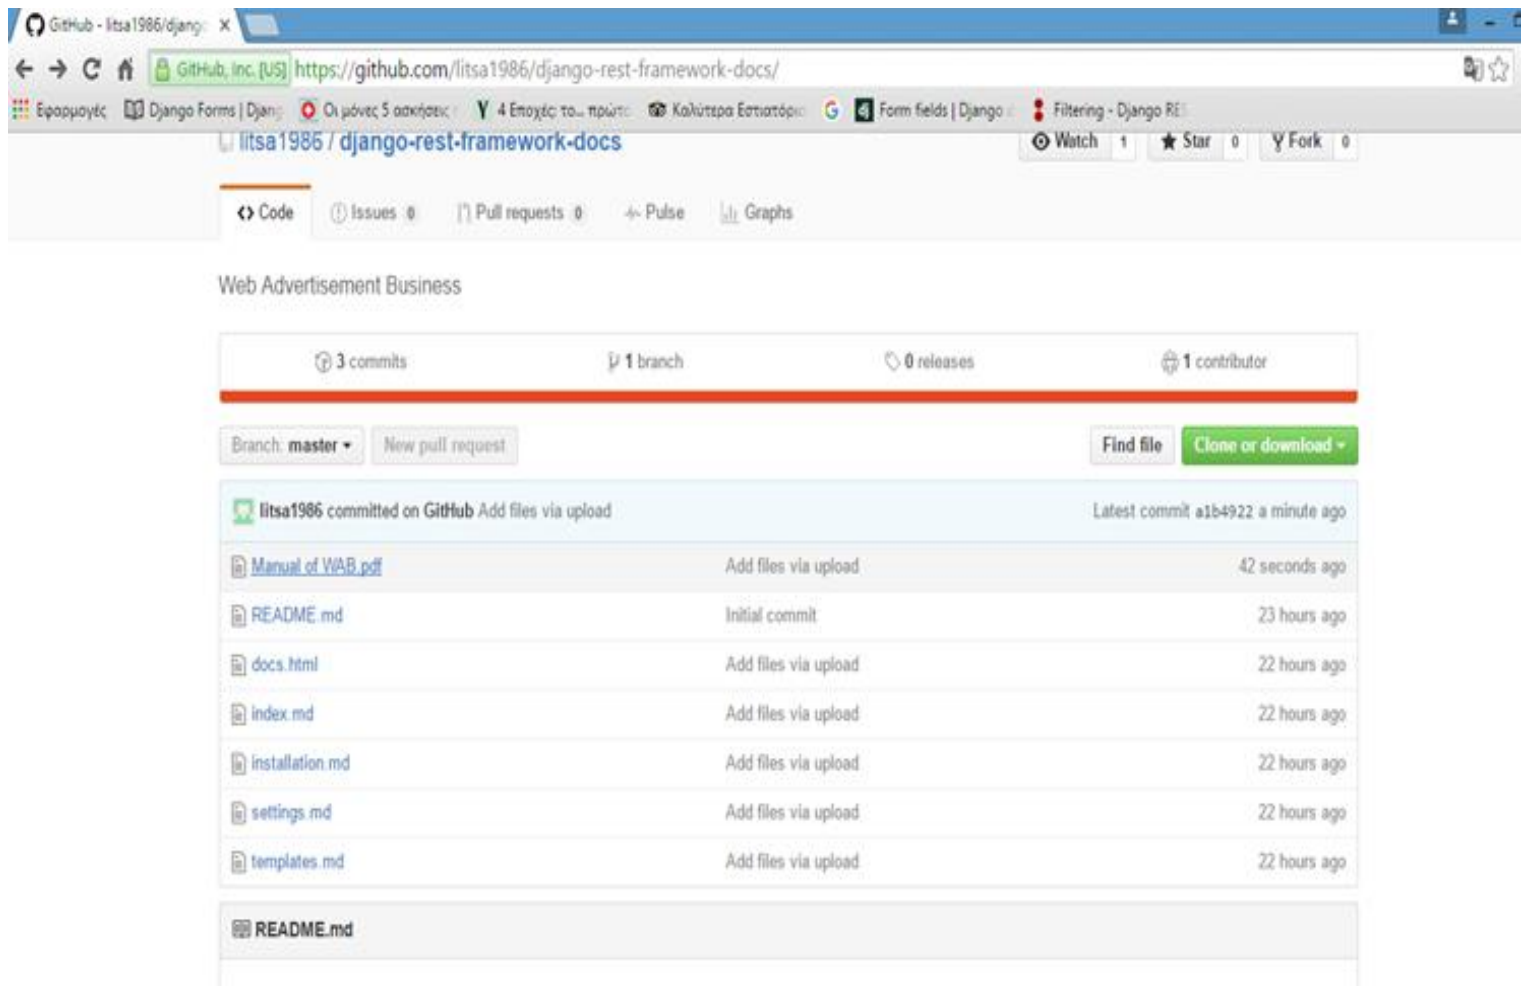 GitHub - litsa1986/djang
GitHub, Inc. [US] https://github.com/litsa1986/django-rest-framework-docs/
Εφαρμογές Django Forms | Djan Οι μόνες 5 ασκήσεις 4 Εποχές: το... πρώτο Καλύτερα Εστιατόρι Form fields | Django Filtering - Django RE
litsa1986 / django-rest-framework-docs Watch 1 Star 0 Fork 0
Code Issues 0 Pull requests 0 Pulse Graphs
Web Advertisement Business
3 commits 1 branch 0 releases 1 contributor
Branch: master New pull request Find file Clone or download
litsa1986 committed on GitHub Add files via upload Latest commit a1b4922 a minute ago
Manual of WAB.pdf Add files via upload 42 seconds ago
README.md Initial commit 23 hours ago
docs.html Add files via upload 22 hours ago
index.md Add files via upload 22 hours ago
installation.md Add files via upload 22 hours ago
settings.md Add files via upload 22 hours ago
templates.md Add files via upload 22 hours ago
README.md